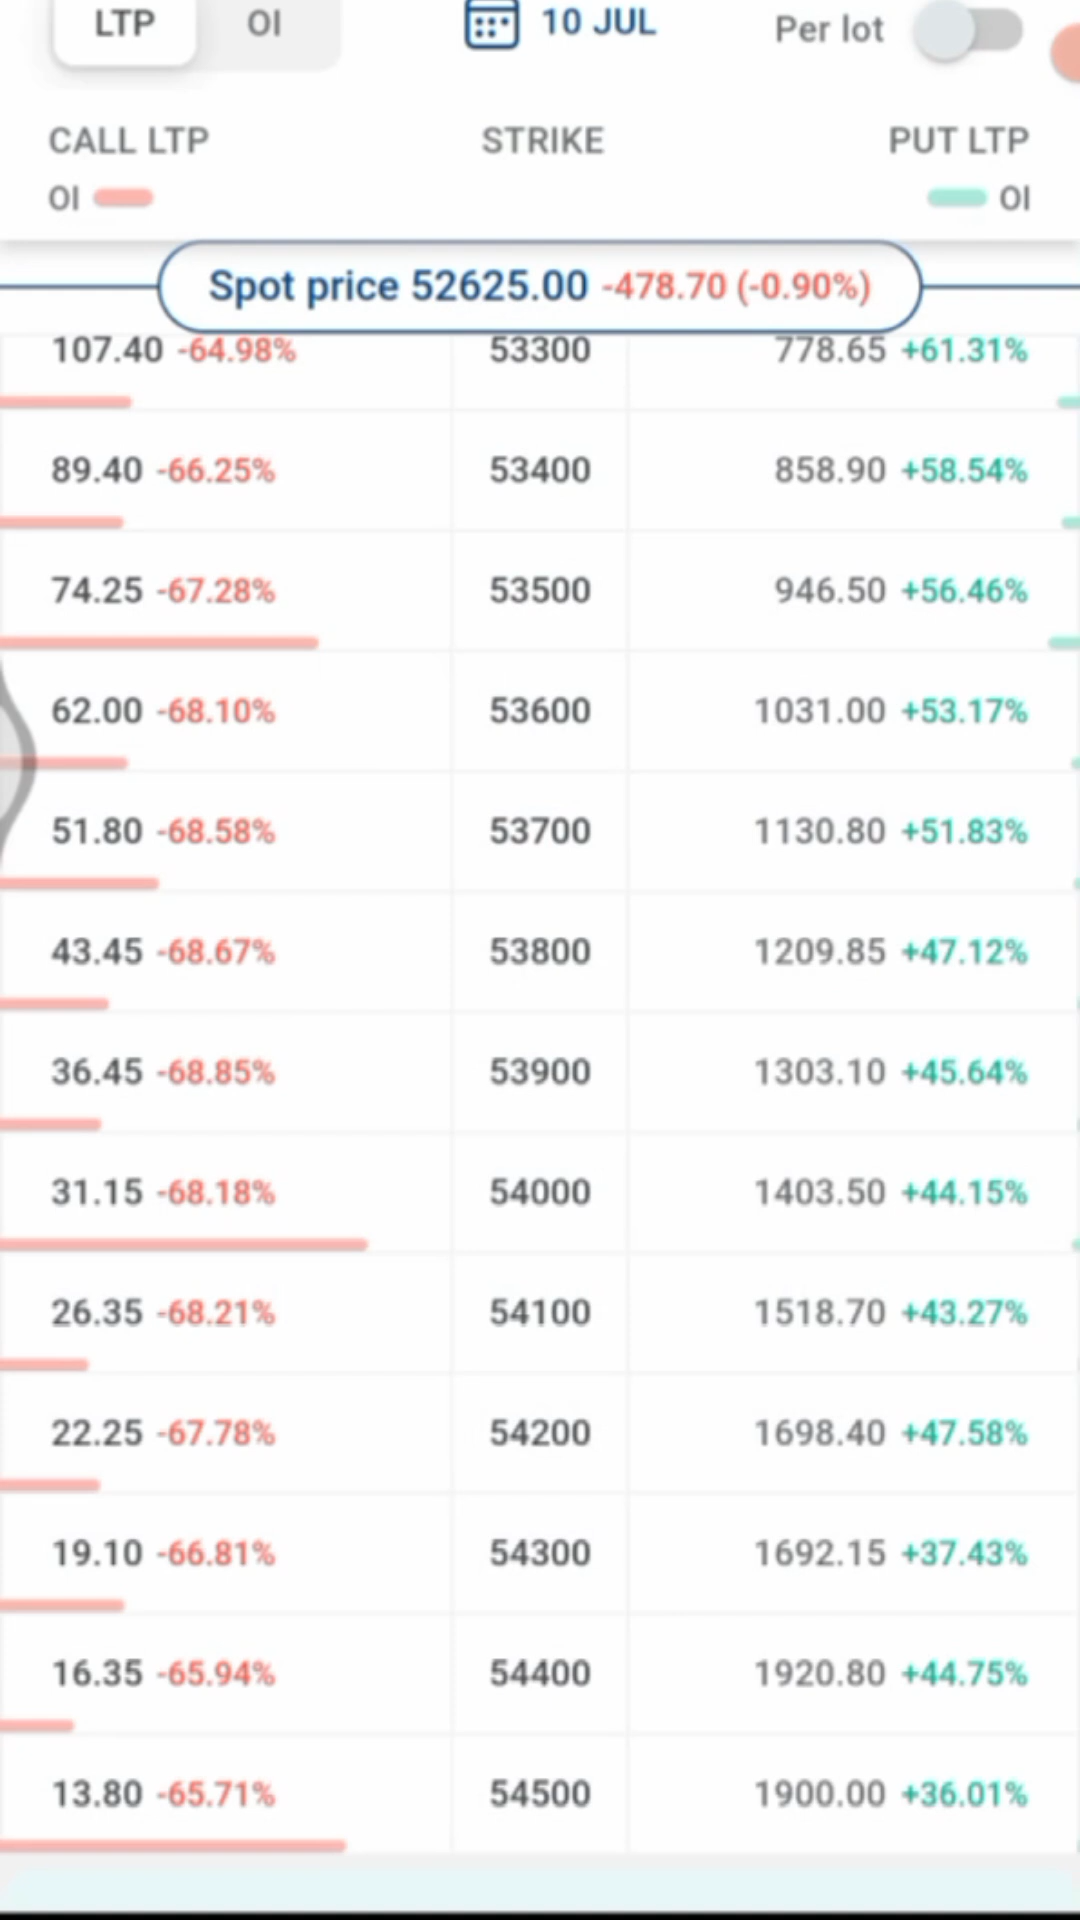 LTP OI 10 JUL Per lot
CALL LTP STRIKE PUT LTP
OI OI
Spot price 52625.00 -478.70 (-0.90%)
107.40 -64.98% 53300 778.65 +61.31%
89.40 -66.25% 53400 858.90 +58.54%
74.25 -67.28% 53500 946.50 +56.46%
62.00 -68.10% 53600 1031.00 +53.17%
51.80 -68.58% 53700 1130.80 +51.83%
43.45 -68.67% 53800 1209.85 +47.12%
36.45 -68.85% 53900 1303.10 +45.64%
31.15 -68.18% 54000 1403.50 +44.15%
26.35 -68.21% 54100 1518.70 +43.27%
22.25 -67.78% 54200 1698.40 +47.58%
19.10 -66.81% 54300 1692.15 +37.43%
16.35 -65.94% 54400 1920.80 +44.75%
13.80 -65.71% 54500 1900.00 +36.01%